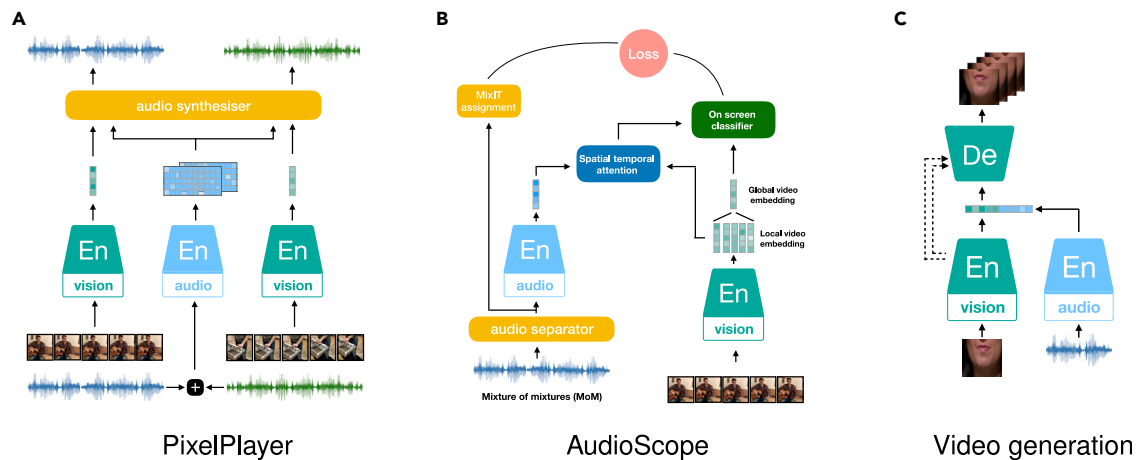 A
audio synthesiser
En
vision
En
audio
En
vision
+
PixelPlayer
B
Loss
MixIT
assignment
On screen
classifier
Spatial temporal
attention
Global video
embedding
Local video
embedding
En
audio
En
vision
audio separator
Mixture of mixtures (MoM)
AudioScope
C
De
En
vision
En
audio
Video generation